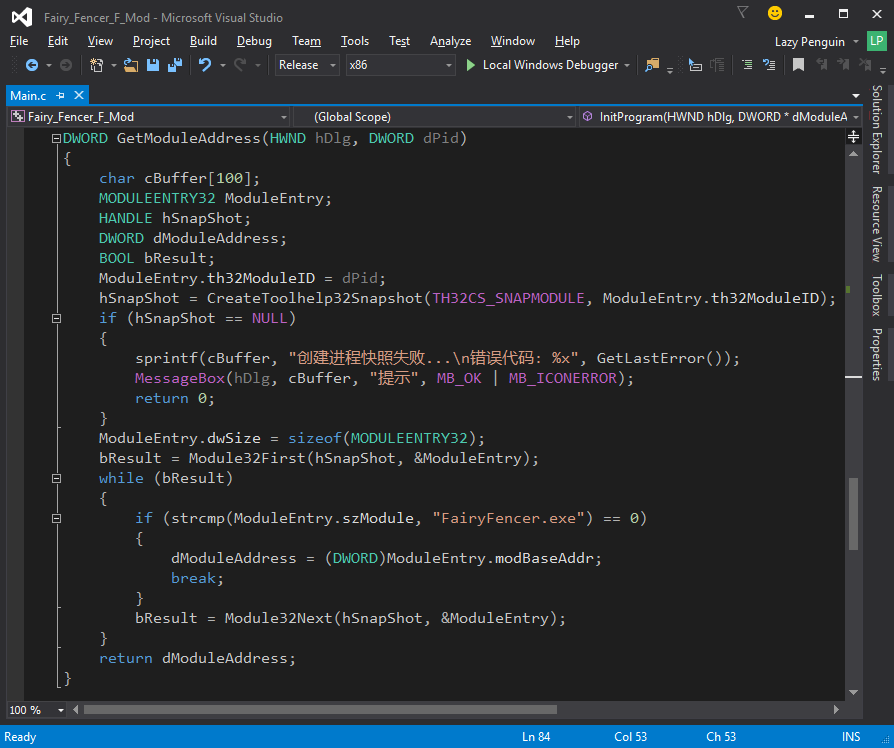 Fairy_Fencer_F_Mod - Microsoft Visual Studio
File Edit View Project Build Debug Team Tools Test Analyze Window Help Lazy Penguin LP
Release x86 Local Windows Debugger
Main.c
Fairy_Fencer_F_Mod (Global Scope) InitProgram(HWND hDlg, DWORD * dModuleA
DWORD GetModuleAddress(HWND hDlg, DWORD dPid)
{
char cBuffer[100];
MODULEENTRY32 ModuleEntry;
HANDLE hSnapShot;
DWORD dModuleAddress;
BOOL bResult;
ModuleEntry.th32ModuleID = dPid;
hSnapShot = CreateToolhelp32Snapshot(TH32CS_SNAPMODULE, ModuleEntry.th32ModuleID);
if (hSnapShot == NULL)
{
sprintf(cBuffer, "创建进程快照失败...\n错误代码: %x", GetLastError());
MessageBox(hDlg, cBuffer, "提示", MB_OK | MB_ICONERROR);
return 0;
}
ModuleEntry.dwSize = sizeof(MODULEENTRY32);
bResult = Module32First(hSnapShot, &ModuleEntry);
while (bResult)
{
if (strcmp(ModuleEntry.szModule, "FairyFencer.exe") == 0)
{
dModuleAddress = (DWORD)ModuleEntry.modBaseAddr;
break;
}
bResult = Module32Next(hSnapShot, &ModuleEntry);
}
return dModuleAddress;
}
Solution Explorer
Resource View
Toolbox
Properties
100 %
Ready Ln 84 Col 53 Ch 53 INS